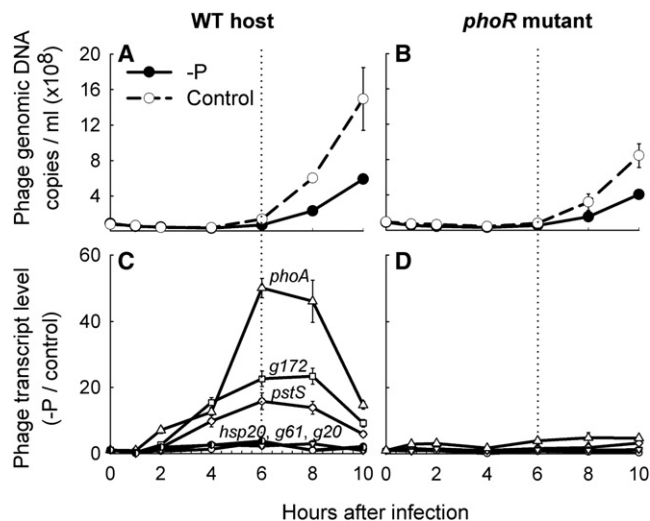 WT host
phoR mutant
Phage genomic DNA
copies / ml (x10⁸)
20
16
12
8
4
A
-P
Control
B
Phage transcript level
(-P / control)
60
40
20
0
C
phoA
g172
pstS
hsp20, g61, g20
D
0 2 4 6 8 10
0 2 4 6 8 10
Hours after infection